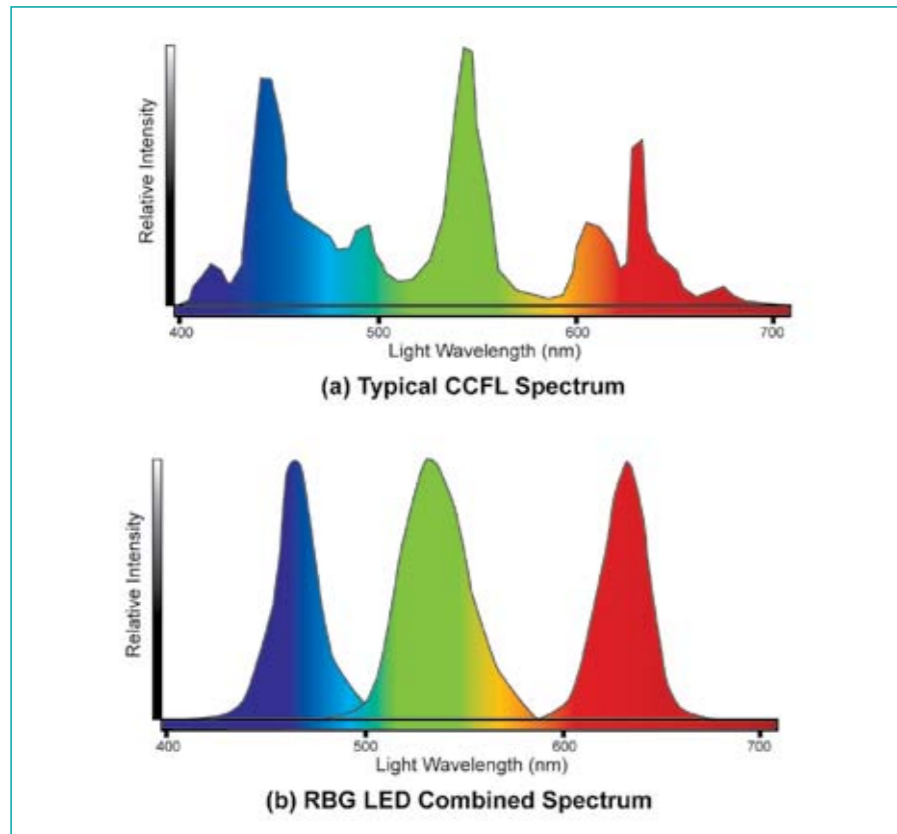 Relative Intensity
400 500 600 700
Light Wavelength (nm)
(a) Typical CCFL Spectrum
Relative Intensity
400 500 600 700
Light Wavelength (nm)
(b) RBG LED Combined Spectrum